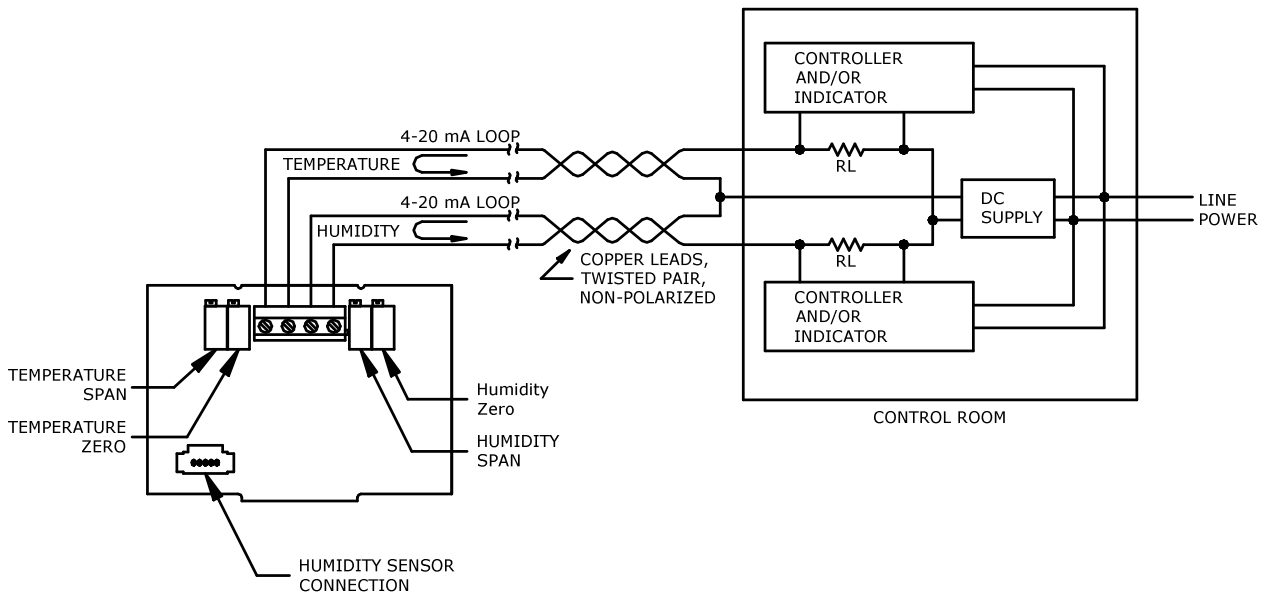 CONTROLLER
AND/OR
INDICATOR
4-20 mA LOOP
TEMPERATURE
RL
4-20 mA LOOP
HUMIDITY
DC
SUPPLY
LINE
POWER
COPPER LEADS,
TWISTED PAIR,
NON-POLARIZED
RL
CONTROLLER
AND/OR
INDICATOR
CONTROL ROOM
TEMPERATURE
SPAN
TEMPERATURE
ZERO
Humidity
Zero
HUMIDITY
SPAN
HUMIDITY SENSOR
CONNECTION